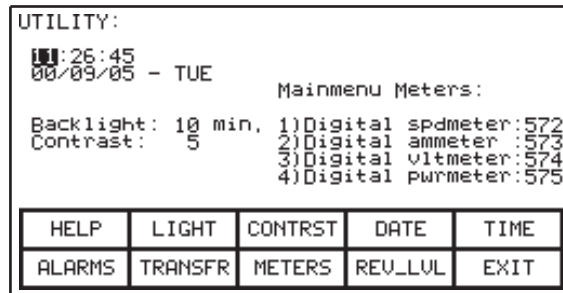 UTILITY:
11:26:45
00/09/05 - TUE
Mainmenu Meters:
Backlight: 10 min. 1)Digital spdmeter:572
Contrast: 5 2)Digital ammeter :573
3)Digital vltmeter:574
4)Digital pwrmeter:575
HELP LIGHT CONTRST DATE TIME
ALARMS TRANSFR METERS REV_LVL EXIT